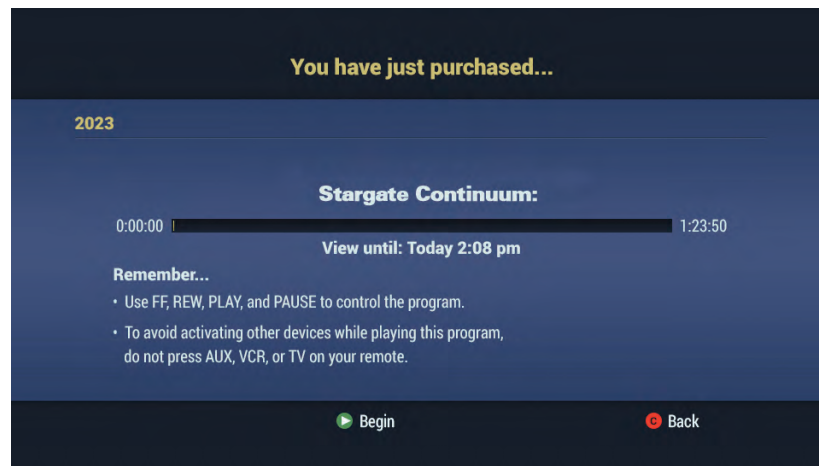 You have just purchased...
2023
Stargate Continuum:
0:00:00 1:23:50
View until: Today 2:08 pm
Remember...
• Use FF, REW, PLAY, and PAUSE to control the program.
• To avoid activating other devices while playing this program,
do not press AUX, VCR, or TV on your remote.
Begin C Back